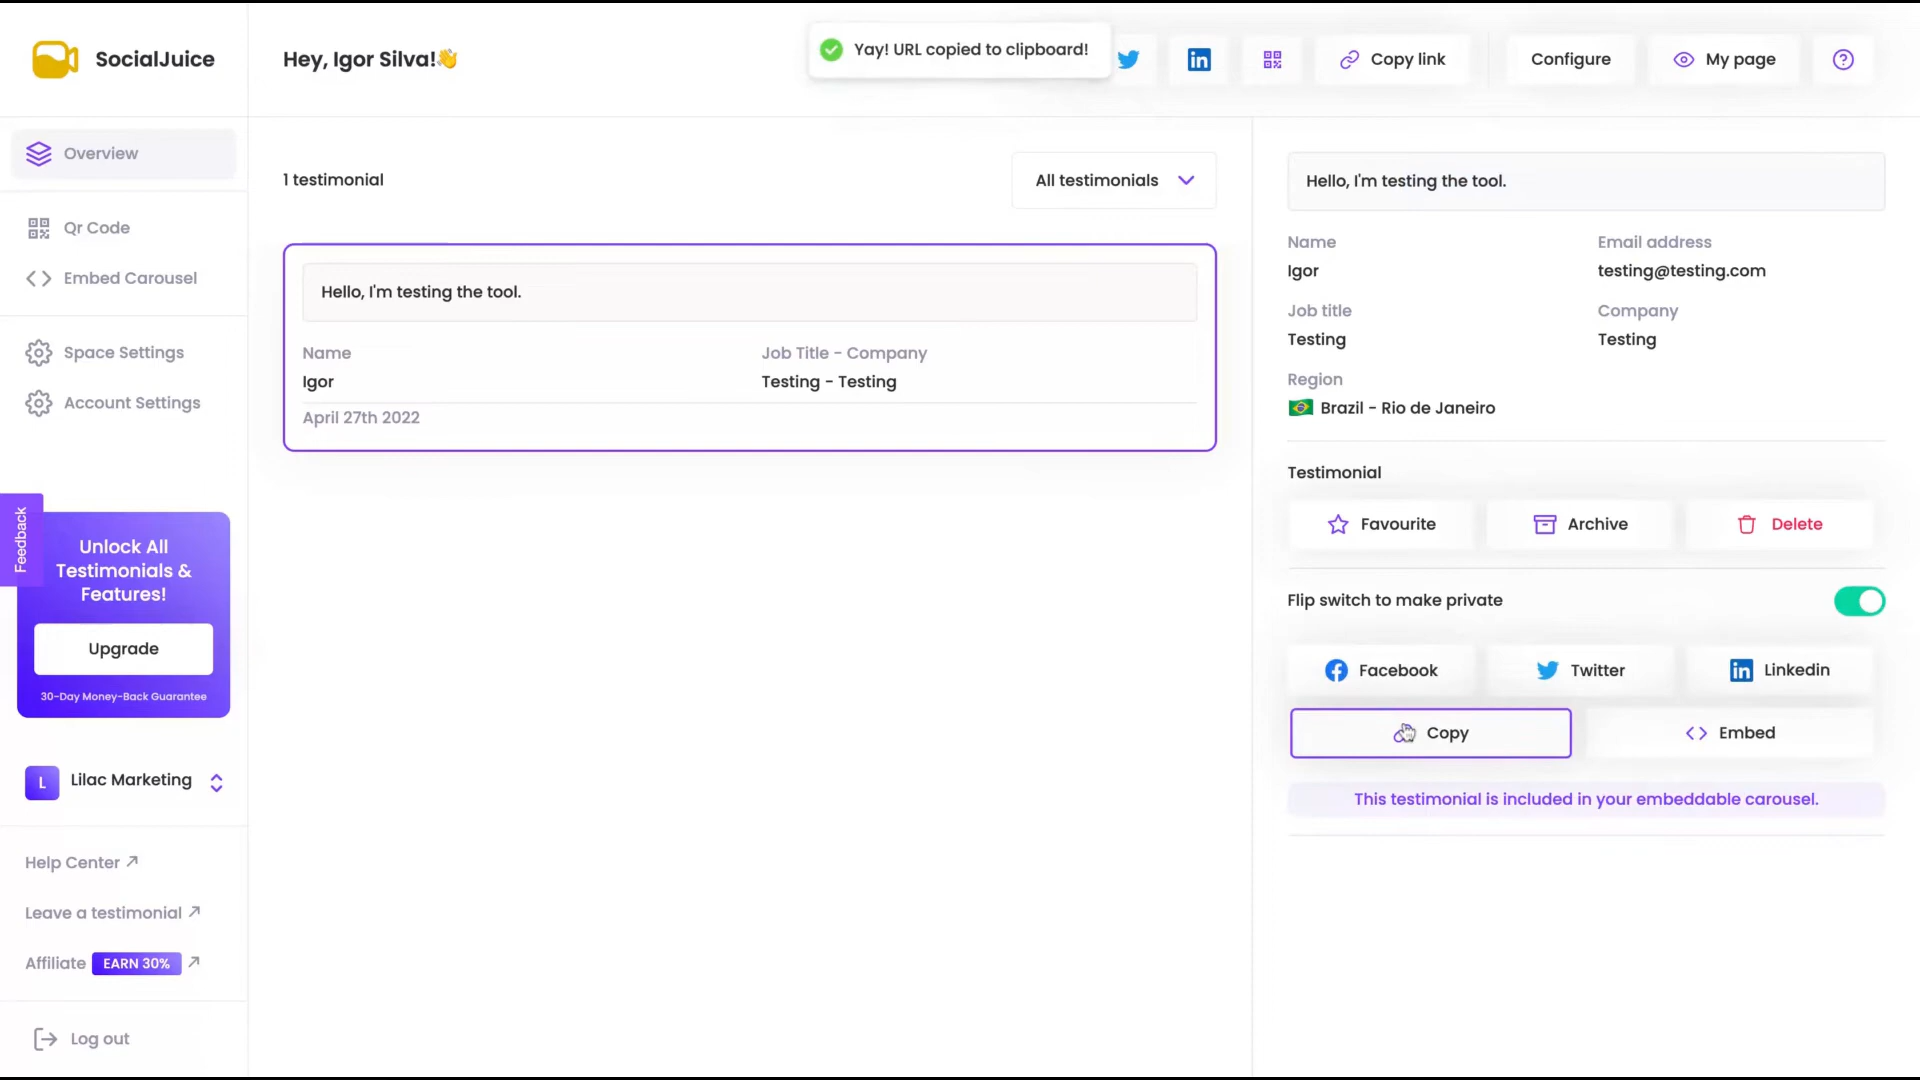 SocialJuice
Hey, Igor Silva!👋
Yay! URL copied to clipboard!
Copy link
Configure
My page
Overview
Qr Code
Embed Carousel
Space Settings
Account Settings
Feedback
Unlock All
Testimonials &
Features!
Upgrade
30-Day Money-Back Guarantee
L
Lilac Marketing
Help Center
Leave a testimonial
Affiliate EARN 30%
Log out
1 testimonial
All testimonials
Hello, I'm testing the tool.
Name
Job Title - Company
Igor
Testing - Testing
April 27th 2022
Hello, I'm testing the tool.
Name
Email address
Igor
testing@testing.com
Job title
Company
Testing
Testing
Region
Brazil - Rio de Janeiro
Testimonial
Favourite
Archive
Delete
Flip switch to make private
Facebook
Twitter
in Linkedin
Copy
Embed
This testimonial is included in your embeddable carousel.